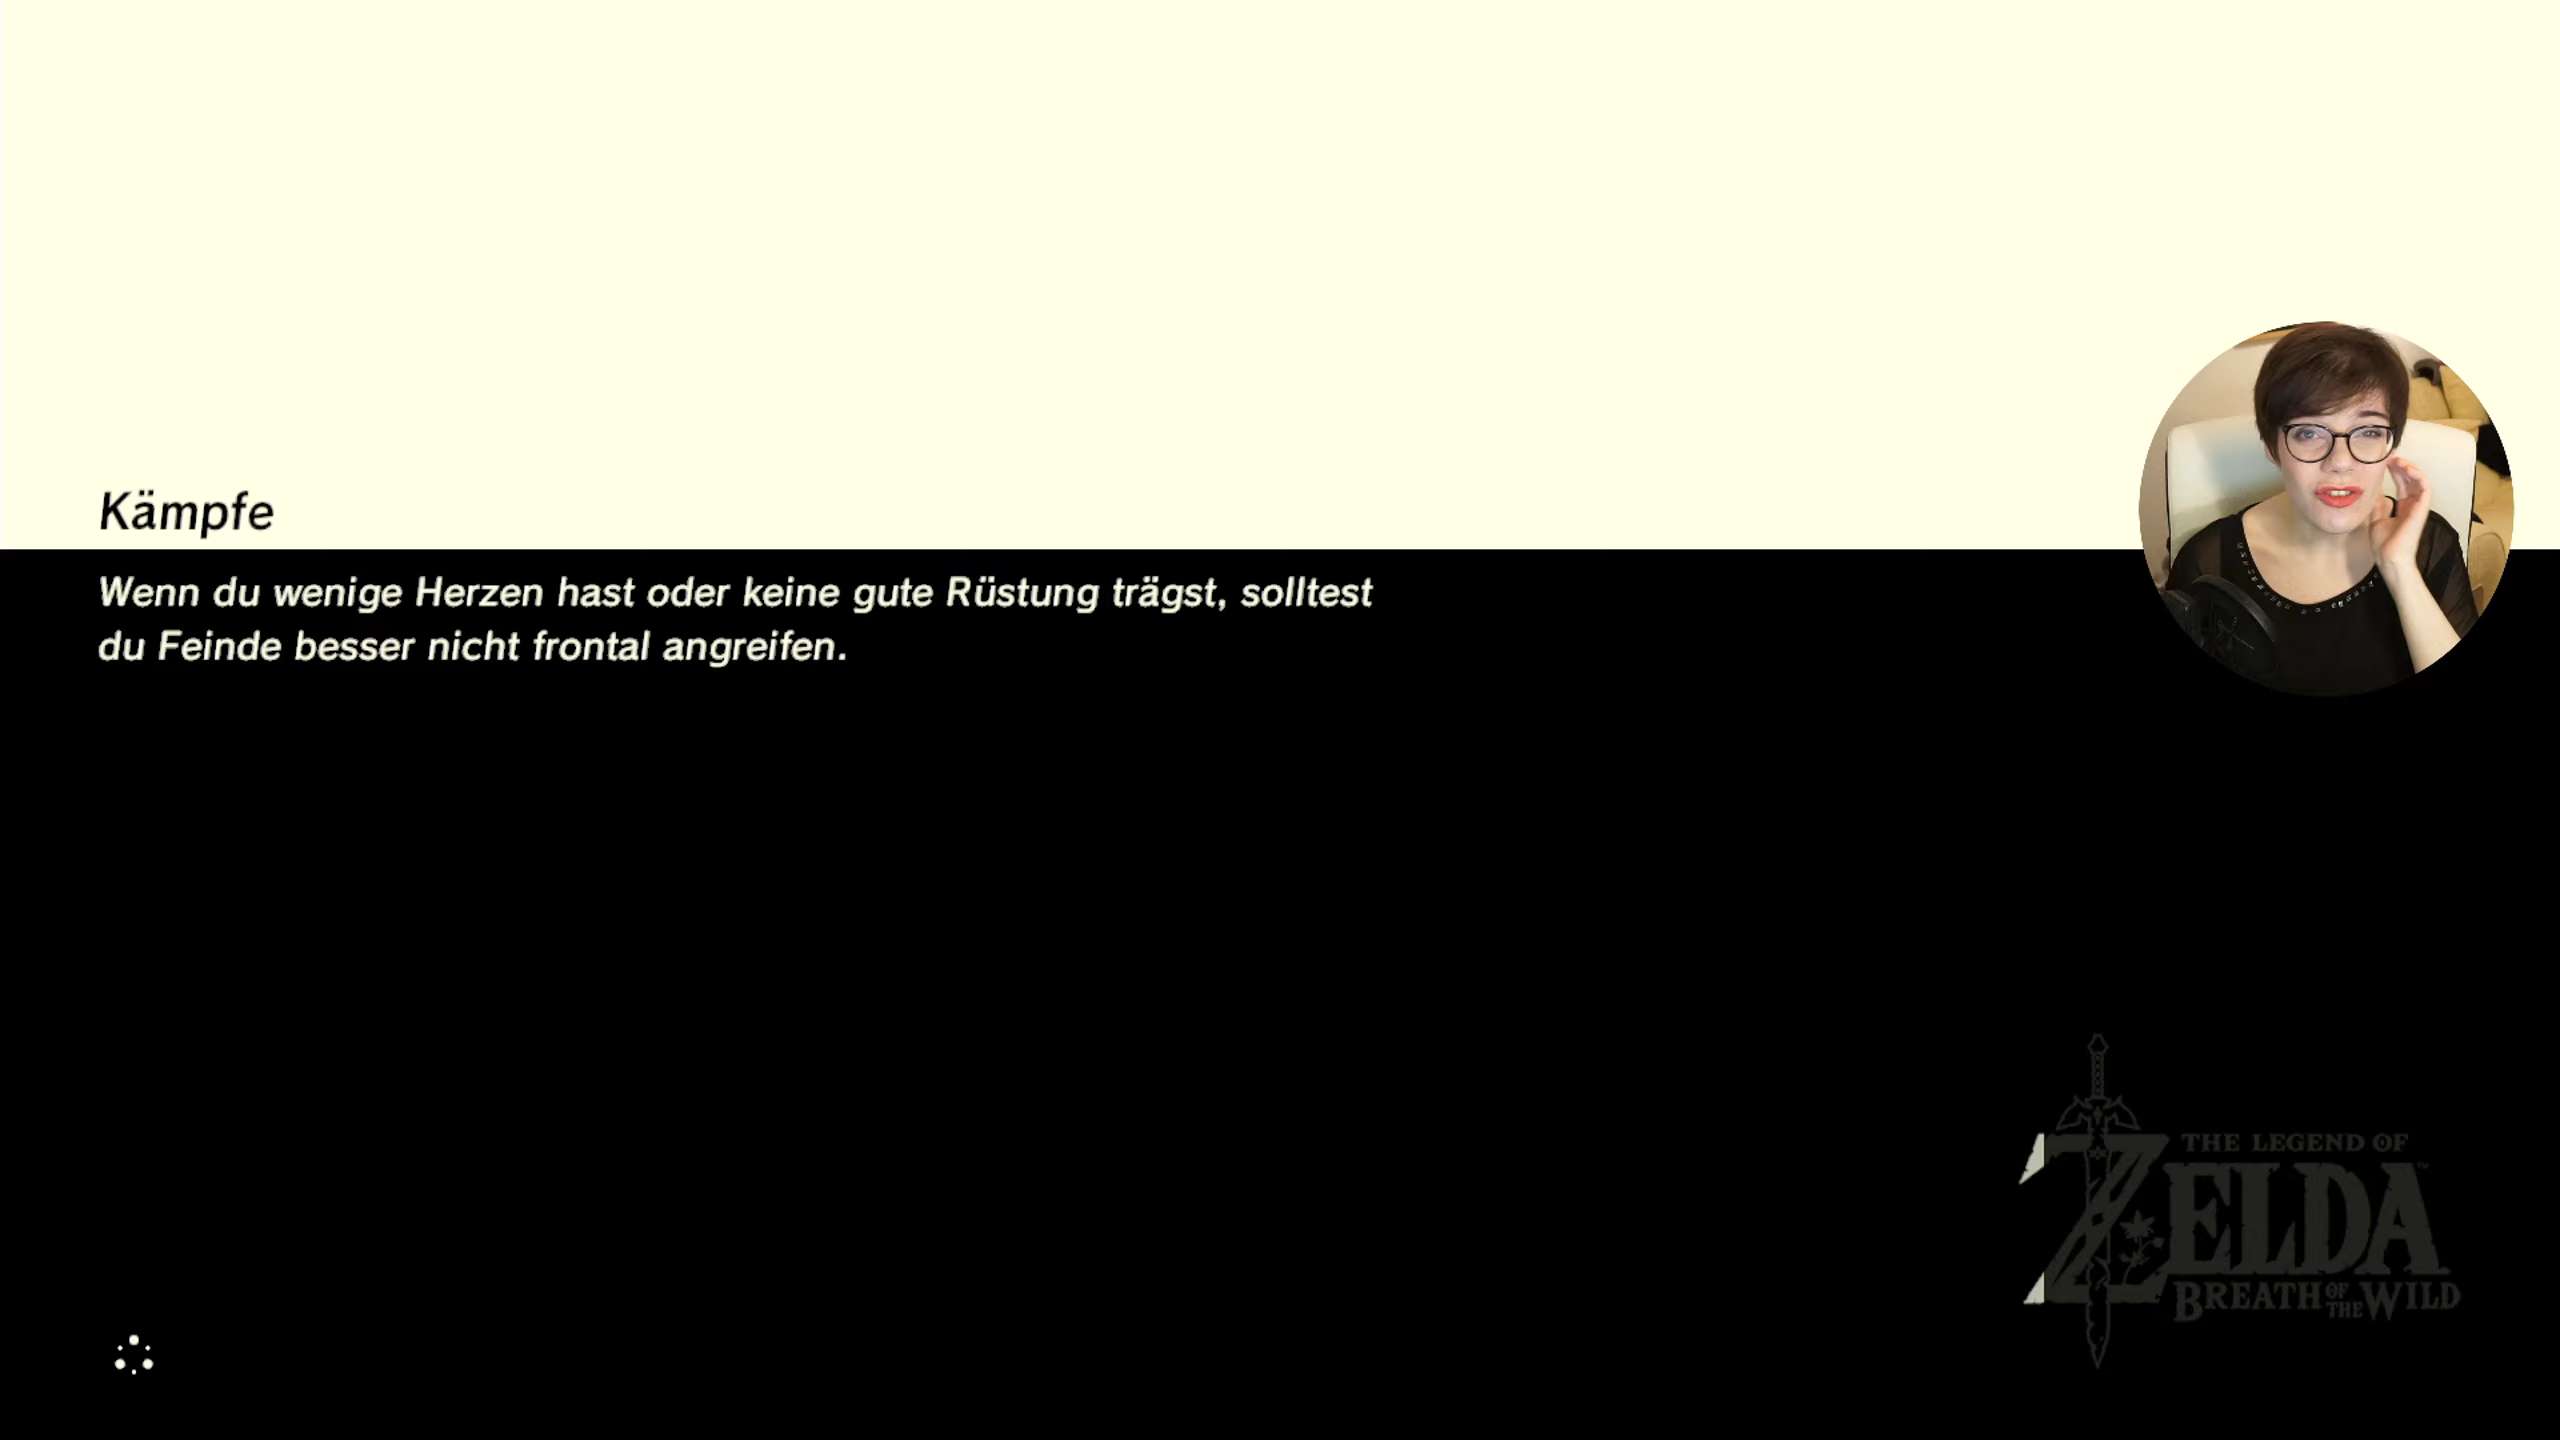 Kämpfe
Wenn du wenige Herzen hast oder keine gute Rüstung trägst, solltest
du Feinde besser nicht frontal angreifen.
THE LEGEND OF
ZELDA
BREATH OF THE WILD